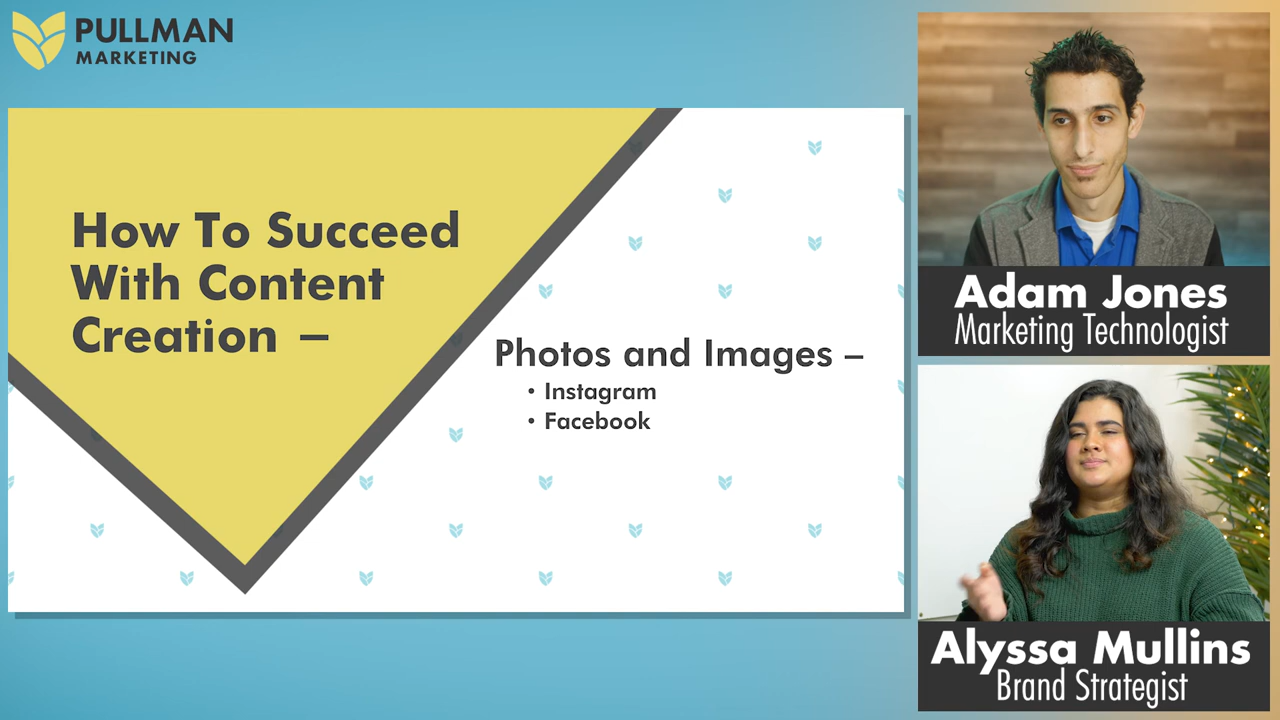 PULLMAN
MARKETING
How To Succeed
With Content
Creation –
Photos and Images –
• Instagram
• Facebook
Adam Jones
Marketing Technologist
Alyssa Mullins
Brand Strategist